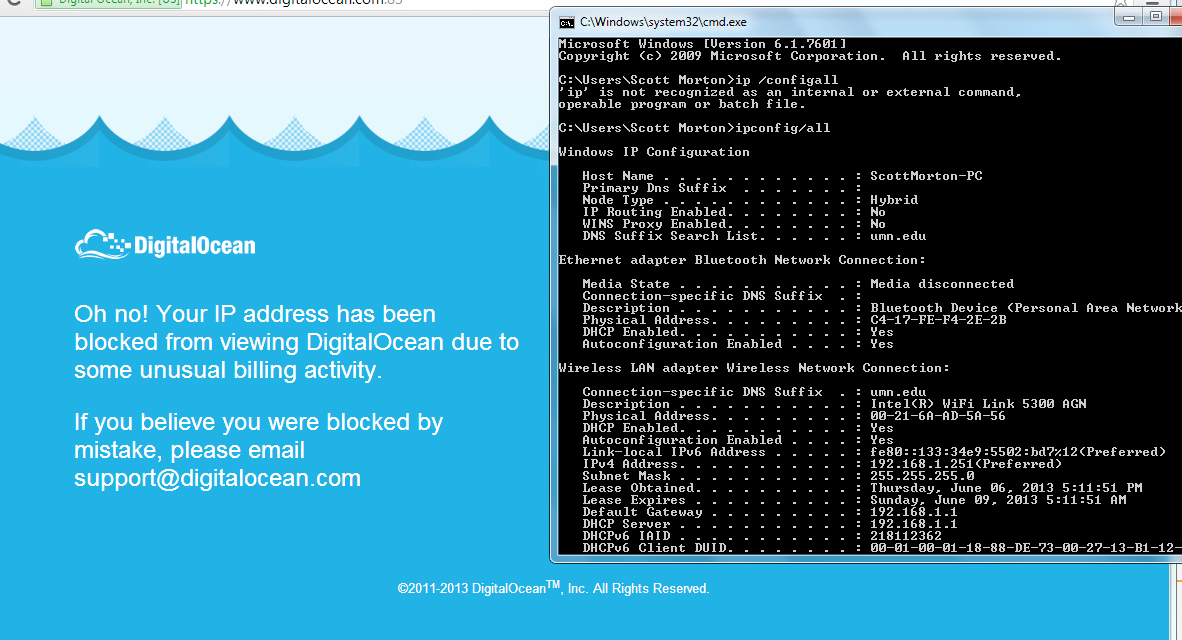 DigitalOcean, Inc. [US] https://www.digitalocean.com:85
C:\Windows\system32\cmd.exe
Microsoft Windows [Version 6.1.7601]
Copyright (c) 2009 Microsoft Corporation.  All rights reserved.
C:\Users\Scott Morton>ip /configall
'ip' is not recognized as an internal or external command,
operable program or batch file.
C:\Users\Scott Morton>ipconfig/all
Windows IP Configuration
Host Name . . . . . . . . . . . . : ScottMorton-PC
Primary Dns Suffix  . . . . . . . :
Node Type . . . . . . . . . . . . : Hybrid
IP Routing Enabled. . . . . . . . : No
WINS Proxy Enabled. . . . . . . . : No
DNS Suffix Search List. . . . . . : umn.edu
Ethernet adapter Bluetooth Network Connection:
Media State . . . . . . . . . . . : Media disconnected
Connection-specific DNS Suffix  . :
Description . . . . . . . . . . . : Bluetooth Device (Personal Area Network
Physical Address. . . . . . . . . : C4-17-FE-F4-2E-2B
DHCP Enabled. . . . . . . . . . . : Yes
Autoconfiguration Enabled . . . . : Yes
Wireless LAN adapter Wireless Network Connection:
Connection-specific DNS Suffix  . : umn.edu
Description . . . . . . . . . . . : Intel(R) WiFi Link 5300 AGN
Physical Address. . . . . . . . . : 00-21-6A-AD-5A-56
DHCP Enabled. . . . . . . . . . . : Yes
Autoconfiguration Enabled . . . . : Yes
Link-local IPv6 Address . . . . . : fe80::133:34e9:5502:bd7%12(Preferred)
IPv4 Address. . . . . . . . . . . : 192.168.1.251(Preferred)
Subnet Mask . . . . . . . . . . . : 255.255.255.0
Lease Obtained. . . . . . . . . . : Thursday, June 06, 2013 5:11:51 PM
Lease Expires . . . . . . . . . . : Sunday, June 09, 2013 5:11:51 AM
Default Gateway . . . . . . . . . : 192.168.1.1
DHCP Server . . . . . . . . . . . : 192.168.1.1
DHCPv6 IAID . . . . . . . . . . . : 218112362
DHCPv6 Client DUID. . . . . . . . : 00-01-00-01-18-88-DE-73-00-27-13-B1-12-
DigitalOcean
Oh no! Your IP address has been
blocked from viewing DigitalOcean due to
some unusual billing activity.
If you believe you were blocked by
mistake, please email
support@digitalocean.com
©2011-2013 DigitalOcean™, Inc. All Rights Reserved.